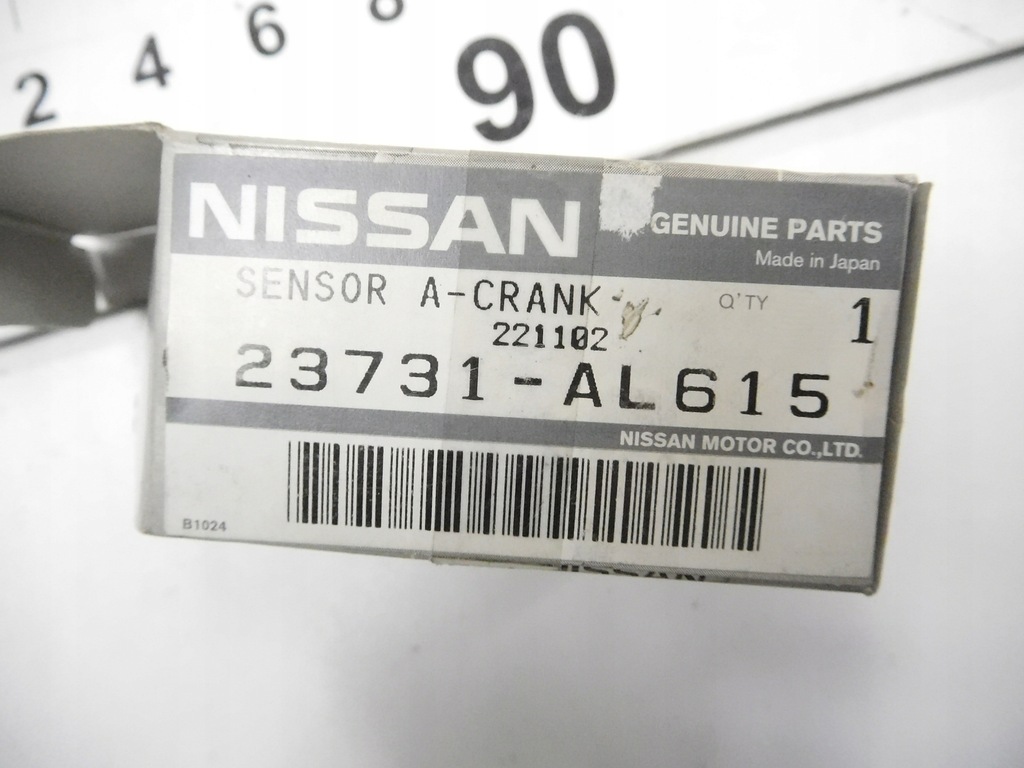 2 4 6 8 90
NISSAN
GENUINE PARTS
Made in Japan
SENSOR A-CRANK
Q'TY 1
221102
23731-AL615
NISSAN MOTOR CO.,LTD.
B1024
NISSAN